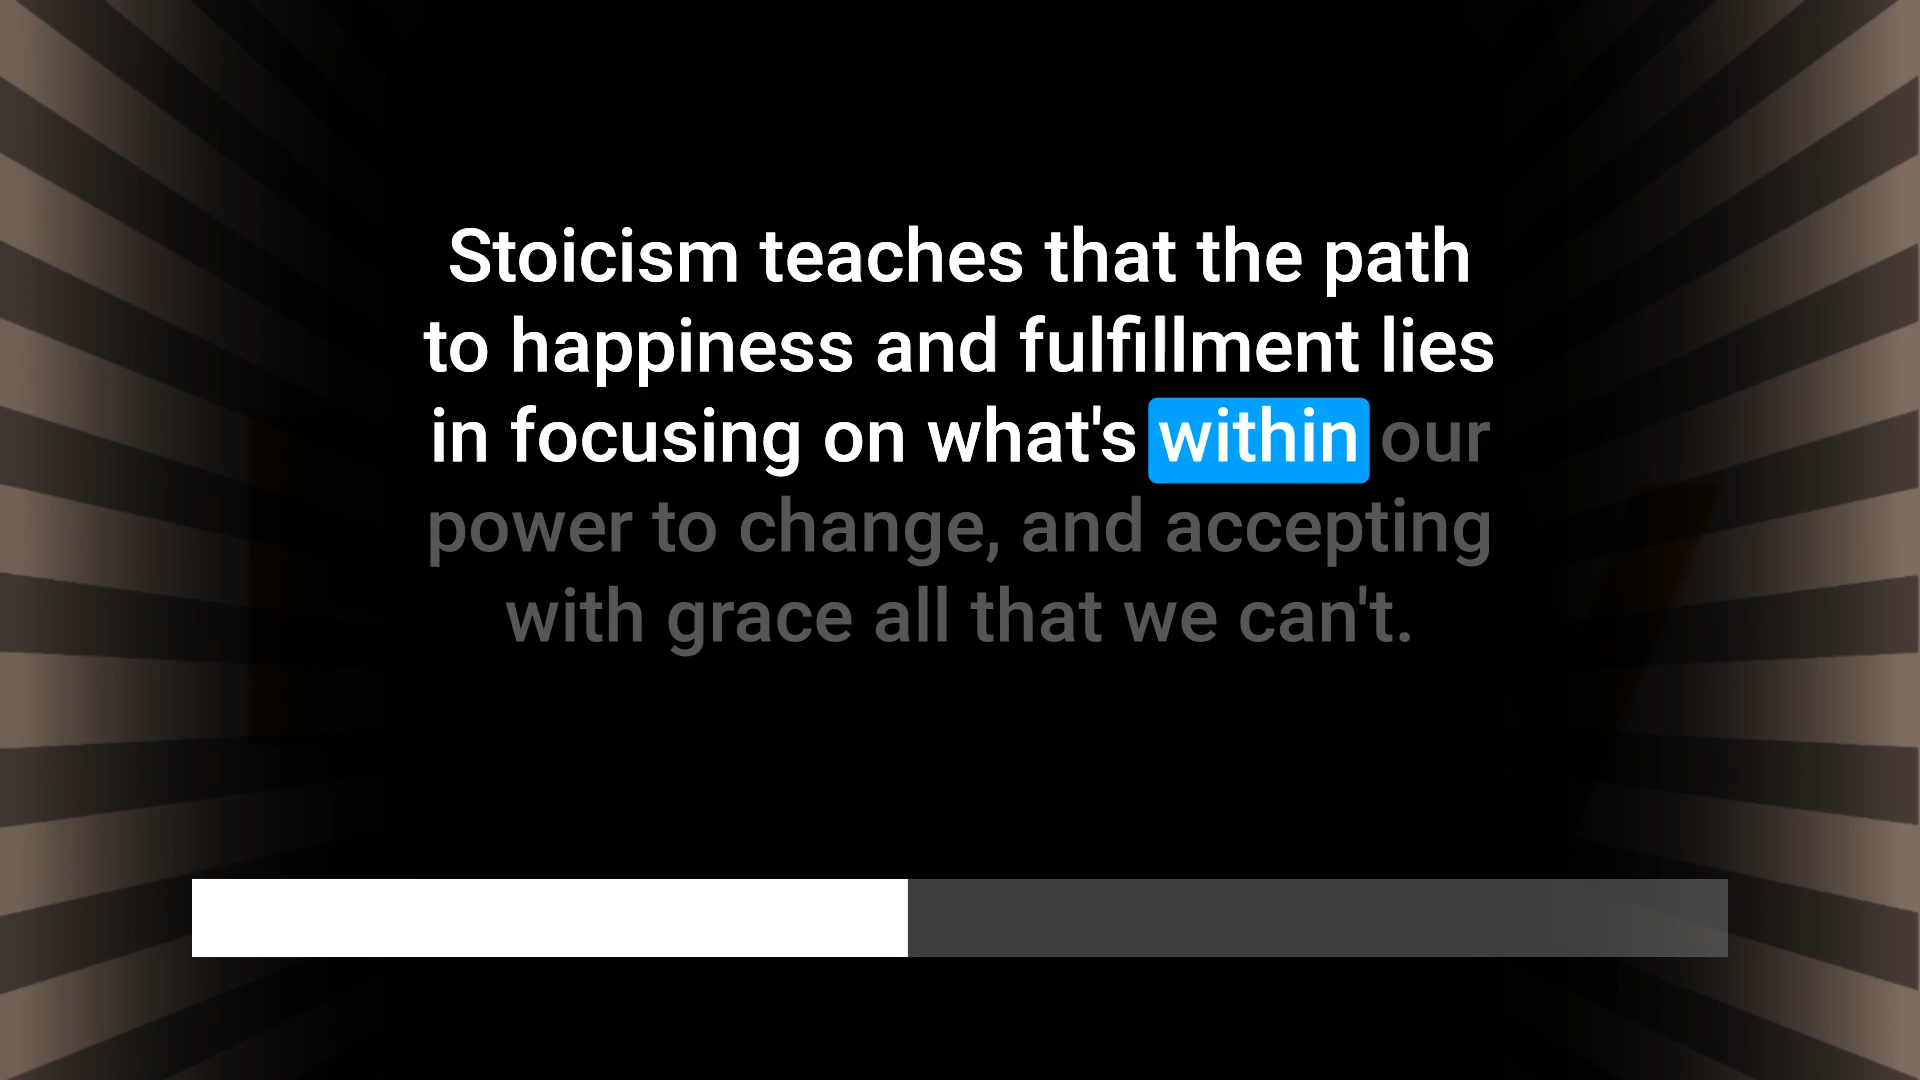 Stoicism teaches that the path
to happiness and fulfillment lies
in focusing on what's within our
power to change, and accepting
with grace all that we can't.